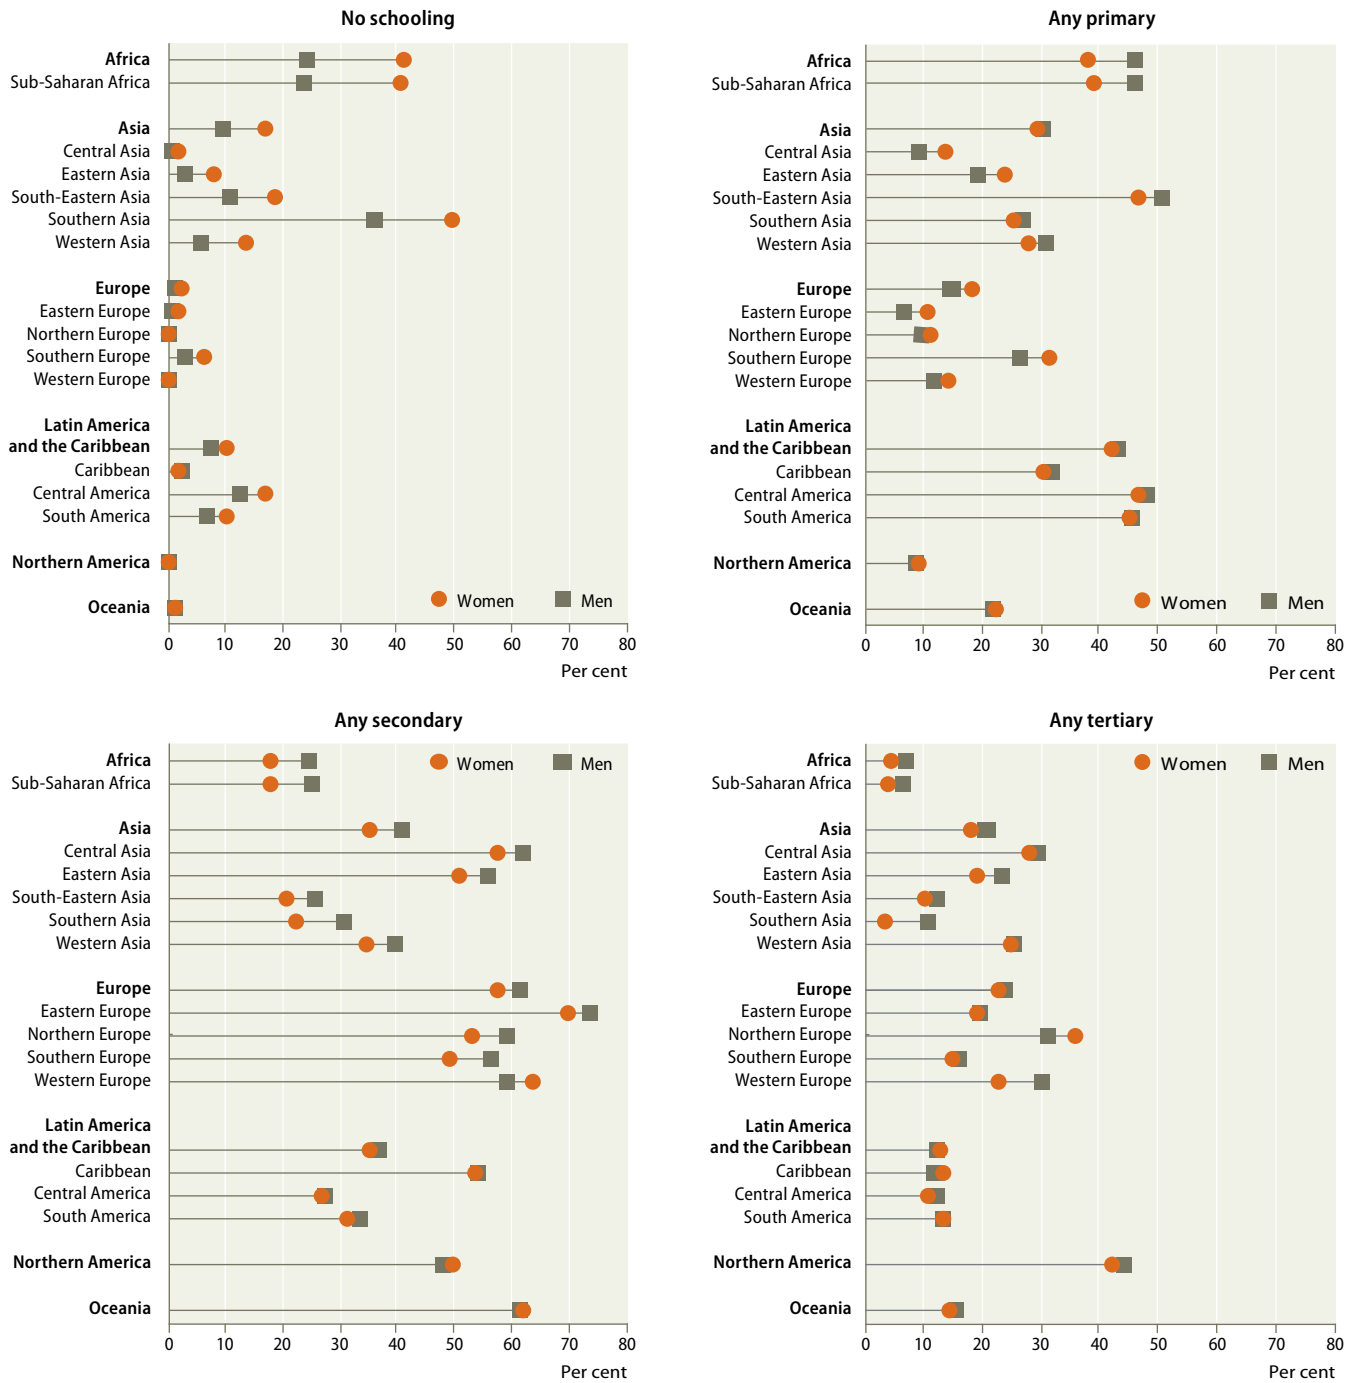 No schooling
Africa
Sub-Saharan Africa
Asia
Central Asia
Eastern Asia
South-Eastern Asia
Southern Asia
Western Asia
Europe
Eastern Europe
Northern Europe
Southern Europe
Western Europe
Latin America
and the Caribbean
Caribbean
Central America
South America
Northern America
Oceania
Women Men
0 10 20 30 40 50 60 70 80
Per cent
Any primary
Africa
Sub-Saharan Africa
Asia
Central Asia
Eastern Asia
South-Eastern Asia
Southern Asia
Western Asia
Europe
Eastern Europe
Northern Europe
Southern Europe
Western Europe
Latin America
and the Caribbean
Caribbean
Central America
South America
Northern America
Oceania
Women Men
0 10 20 30 40 50 60 70 80
Per cent
Any secondary
Africa
Women Men
Sub-Saharan Africa
Asia
Central Asia
Eastern Asia
South-Eastern Asia
Southern Asia
Western Asia
Europe
Eastern Europe
Northern Europe
Southern Europe
Western Europe
Latin America
and the Caribbean
Caribbean
Central America
South America
Northern America
Oceania
0 10 20 30 40 50 60 70 80
Per cent
Any tertiary
Africa
Women Men
Sub-Saharan Africa
Asia
Central Asia
Eastern Asia
South-Eastern Asia
Southern Asia
Western Asia
Europe
Eastern Europe
Northern Europe
Southern Europe
Western Europe
Latin America
and the Caribbean
Caribbean
Central America
South America
Northern America
Oceania
0 10 20 30 40 50 60 70 80
Per cent